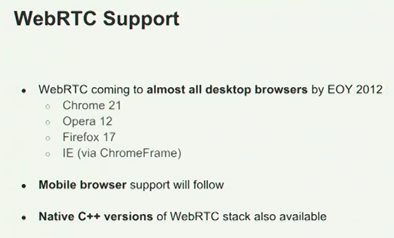 WebRTC Support
• WebRTC coming to almost all desktop browsers by EOY 2012
○ Chrome 21
○ Opera 12
○ Firefox 17
○ IE (via ChromeFrame)
• Mobile browser support will follow
• Native C++ versions of WebRTC stack also available